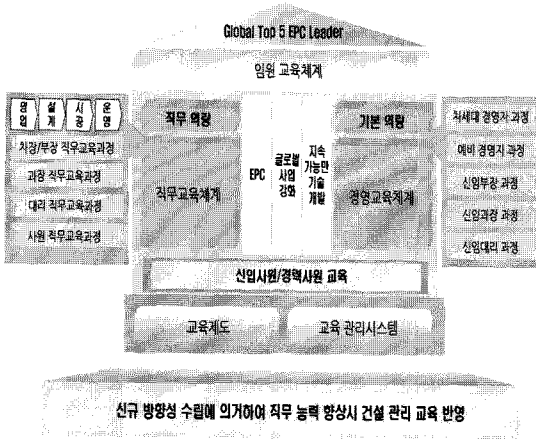 Global Top 5 EPC Leader
임원 교육체계
영업
설계
시공
운영
차장/부장 직무교육과정
과장 직무교육과정
대리 직무교육과정
사원 직무교육과정
직무 역량
직무교육체계
EPC
글로벌
사업
강화
지속
가능한
기술
개발
기본 역량
경영교육체계
차세대 경영자 과정
예비 경영자 과정
신임부장 과정
신임과장 과정
신임대리 과정
신입사원/경력사원 교육
교육제도
교육 관리시스템
신규 방향성 수립에 의거하여 직무 능력 향상시 건설 관리 교육 반영